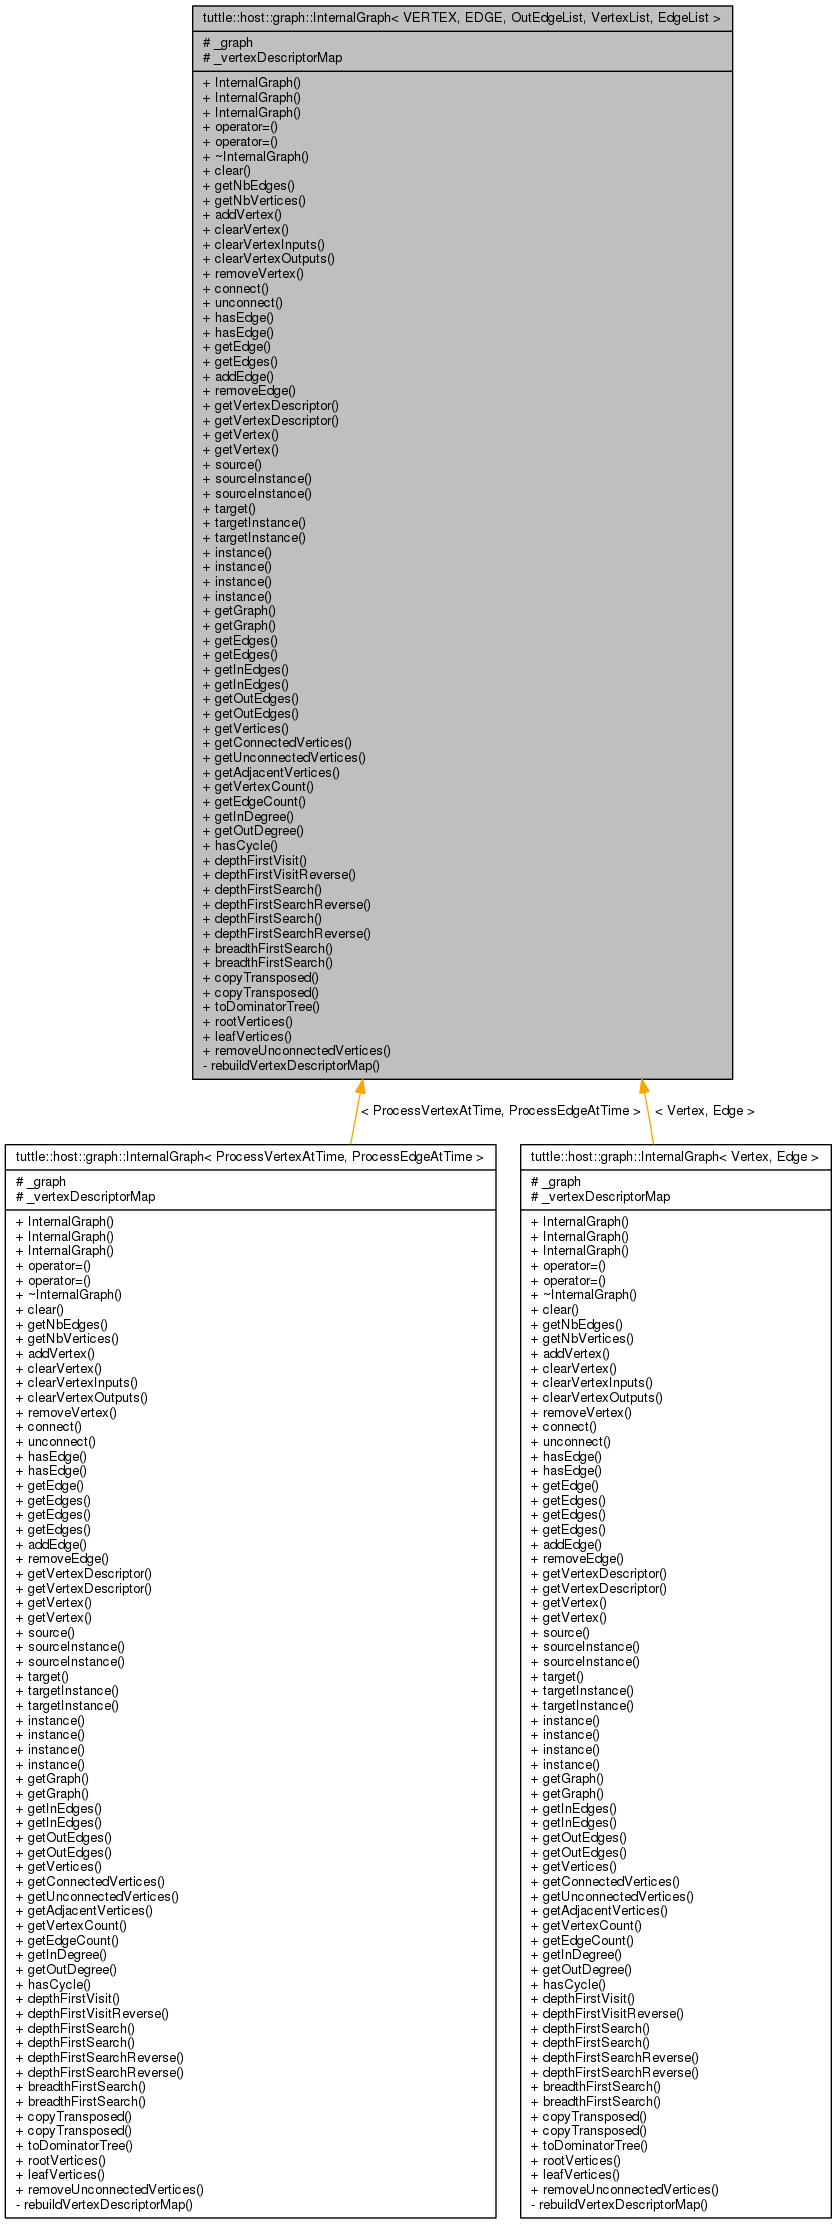 tuttle::host::graph::InternalGraph< VERTEX, EDGE, OutEdgeList, VertexList, EdgeList >
# _graph
# _vertexDescriptorMap
+ InternalGraph()
+ InternalGraph()
+ InternalGraph()
+ operator=()
+ operator=()
+ ~InternalGraph()
+ clear()
+ getNbEdges()
+ getNbVertices()
+ addVertex()
+ clearVertex()
+ clearVertexInputs()
+ clearVertexOutputs()
+ removeVertex()
+ connect()
+ unconnect()
+ hasEdge()
+ hasEdge()
+ getEdge()
+ getEdges()
+ addEdge()
+ removeEdge()
+ getVertexDescriptor()
+ getVertexDescriptor()
+ getVertex()
+ getVertex()
+ source()
+ sourceInstance()
+ sourceInstance()
+ target()
+ targetInstance()
+ targetInstance()
+ instance()
+ instance()
+ instance()
+ instance()
+ getGraph()
+ getGraph()
+ getEdges()
+ getEdges()
+ getInEdges()
+ getInEdges()
+ getOutEdges()
+ getOutEdges()
+ getVertices()
+ getConnectedVertices()
+ getUnconnectedVertices()
+ getAdjacentVertices()
+ getVertexCount()
+ getEdgeCount()
+ getInDegree()
+ getOutDegree()
+ hasCycle()
+ depthFirstVisit()
+ depthFirstVisitReverse()
+ depthFirstSearch()
+ depthFirstSearchReverse()
+ depthFirstSearch()
+ depthFirstSearchReverse()
+ breadthFirstSearch()
+ breadthFirstSearch()
+ copyTransposed()
+ copyTransposed()
+ toDominatorTree()
+ rootVertices()
+ leafVertices()
+ removeUnconnectedVertices()
- rebuildVertexDescriptorMap()
< ProcessVertexAtTime, ProcessEdgeAtTime >
< Vertex, Edge >
tuttle::host::graph::InternalGraph< ProcessVertexAtTime, ProcessEdgeAtTime >
# _graph
# _vertexDescriptorMap
+ InternalGraph()
+ InternalGraph()
+ InternalGraph()
+ operator=()
+ operator=()
+ ~InternalGraph()
+ clear()
+ getNbEdges()
+ getNbVertices()
+ addVertex()
+ clearVertex()
+ clearVertexInputs()
+ clearVertexOutputs()
+ removeVertex()
+ connect()
+ unconnect()
+ hasEdge()
+ hasEdge()
+ getEdge()
+ getEdges()
+ getEdges()
+ getEdges()
+ addEdge()
+ removeEdge()
+ getVertexDescriptor()
+ getVertexDescriptor()
+ getVertex()
+ getVertex()
+ source()
+ sourceInstance()
+ sourceInstance()
+ target()
+ targetInstance()
+ targetInstance()
+ instance()
+ instance()
+ instance()
+ instance()
+ getGraph()
+ getGraph()
+ getInEdges()
+ getInEdges()
+ getOutEdges()
+ getOutEdges()
+ getVertices()
+ getConnectedVertices()
+ getUnconnectedVertices()
+ getAdjacentVertices()
+ getVertexCount()
+ getEdgeCount()
+ getInDegree()
+ getOutDegree()
+ hasCycle()
+ depthFirstVisit()
+ depthFirstVisitReverse()
+ depthFirstSearch()
+ depthFirstSearch()
+ depthFirstSearchReverse()
+ depthFirstSearchReverse()
+ breadthFirstSearch()
+ breadthFirstSearch()
+ copyTransposed()
+ copyTransposed()
+ toDominatorTree()
+ rootVertices()
+ leafVertices()
+ removeUnconnectedVertices()
- rebuildVertexDescriptorMap()
tuttle::host::graph::InternalGraph< Vertex, Edge >
# _graph
# _vertexDescriptorMap
+ InternalGraph()
+ InternalGraph()
+ InternalGraph()
+ operator=()
+ operator=()
+ ~InternalGraph()
+ clear()
+ getNbEdges()
+ getNbVertices()
+ addVertex()
+ clearVertex()
+ clearVertexInputs()
+ clearVertexOutputs()
+ removeVertex()
+ connect()
+ unconnect()
+ hasEdge()
+ hasEdge()
+ getEdge()
+ getEdges()
+ getEdges()
+ getEdges()
+ addEdge()
+ removeEdge()
+ getVertexDescriptor()
+ getVertexDescriptor()
+ getVertex()
+ getVertex()
+ source()
+ sourceInstance()
+ sourceInstance()
+ target()
+ targetInstance()
+ targetInstance()
+ instance()
+ instance()
+ instance()
+ instance()
+ getGraph()
+ getGraph()
+ getInEdges()
+ getInEdges()
+ getOutEdges()
+ getOutEdges()
+ getVertices()
+ getConnectedVertices()
+ getUnconnectedVertices()
+ getAdjacentVertices()
+ getVertexCount()
+ getEdgeCount()
+ getInDegree()
+ getOutDegree()
+ hasCycle()
+ depthFirstVisit()
+ depthFirstVisitReverse()
+ depthFirstSearch()
+ depthFirstSearch()
+ depthFirstSearchReverse()
+ depthFirstSearchReverse()
+ breadthFirstSearch()
+ breadthFirstSearch()
+ copyTransposed()
+ copyTransposed()
+ toDominatorTree()
+ rootVertices()
+ leafVertices()
+ removeUnconnectedVertices()
- rebuildVertexDescriptorMap()